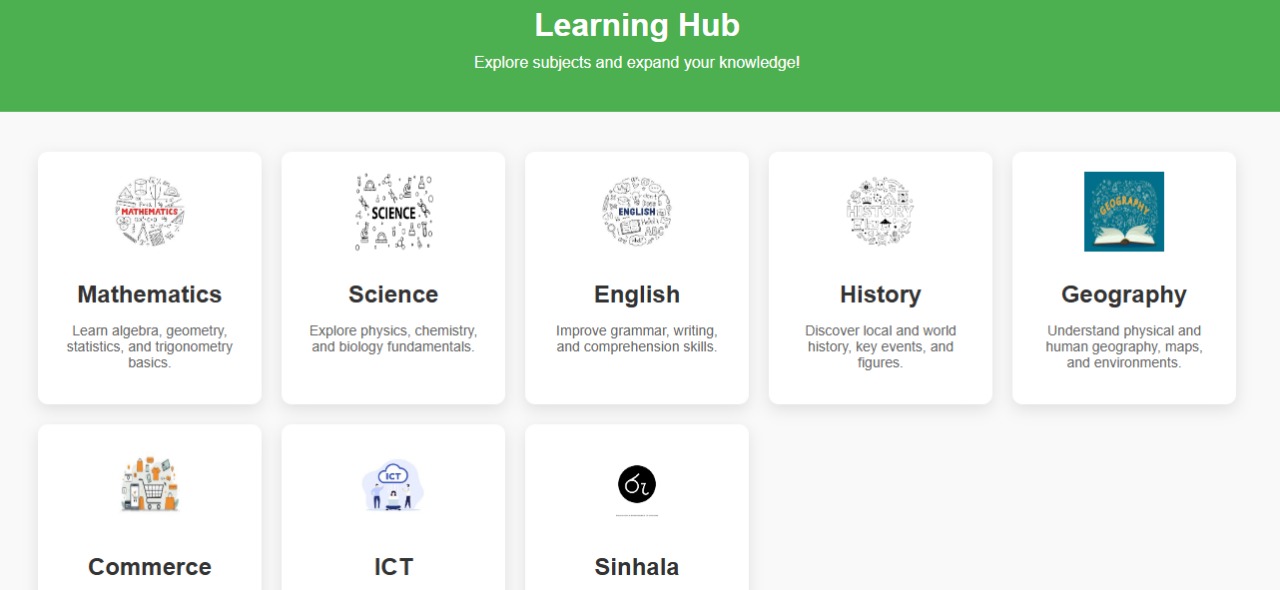 Learning Hub
Explore subjects and expand your knowledge!
MATHEMATICS
Mathematics
Learn algebra, geometry,
statistics, and trigonometry
basics.
SCIENCE
Science
Explore physics, chemistry,
and biology fundamentals.
ENGLISH
ABC
English
Improve grammar, writing,
and comprehension skills.
HISTORY
History
Discover local and world
history, key events, and
figures.
GEOGRAPHY
Geography
Understand physical and
human geography, maps,
and environments.
Commerce
ICT
ICT
රු
Sinhala